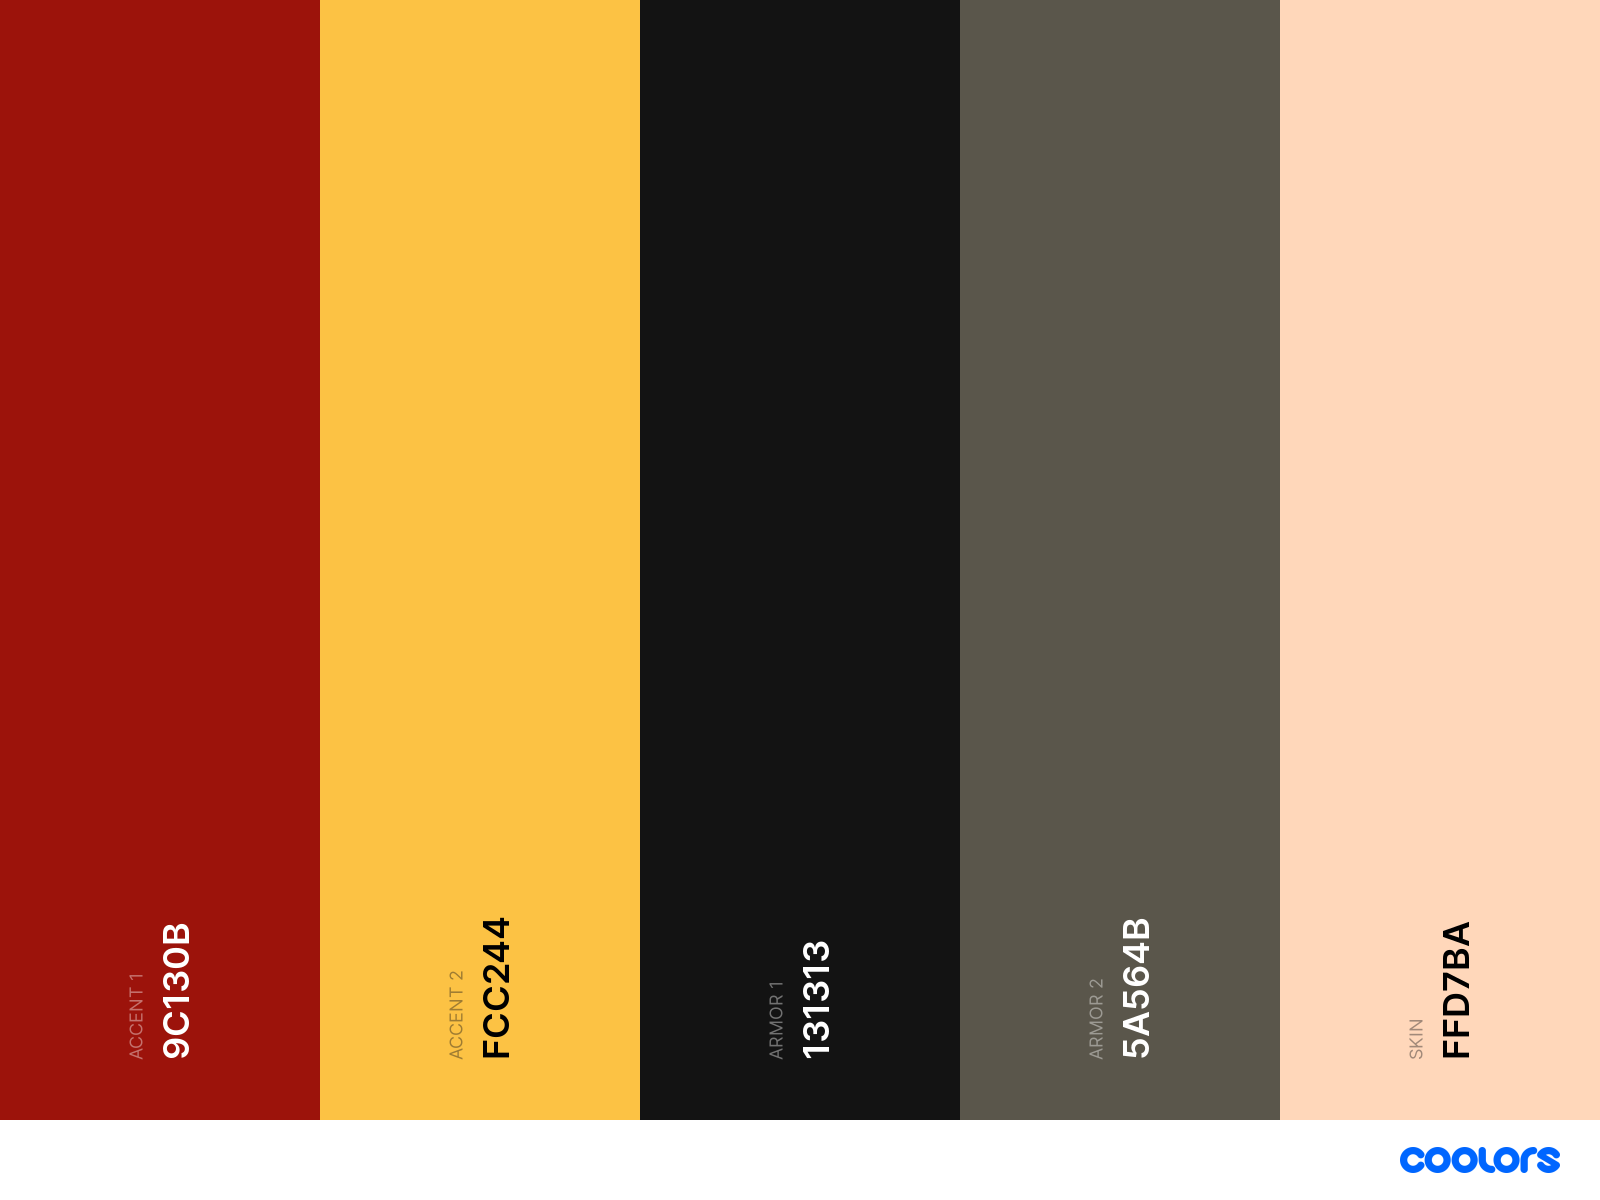 ACCENT 1
9C130B
ACCENT 2
FCC244
ARMOR 1
131313
ARMOR 2
5A564B
SKIN
FFD7BA
coolors